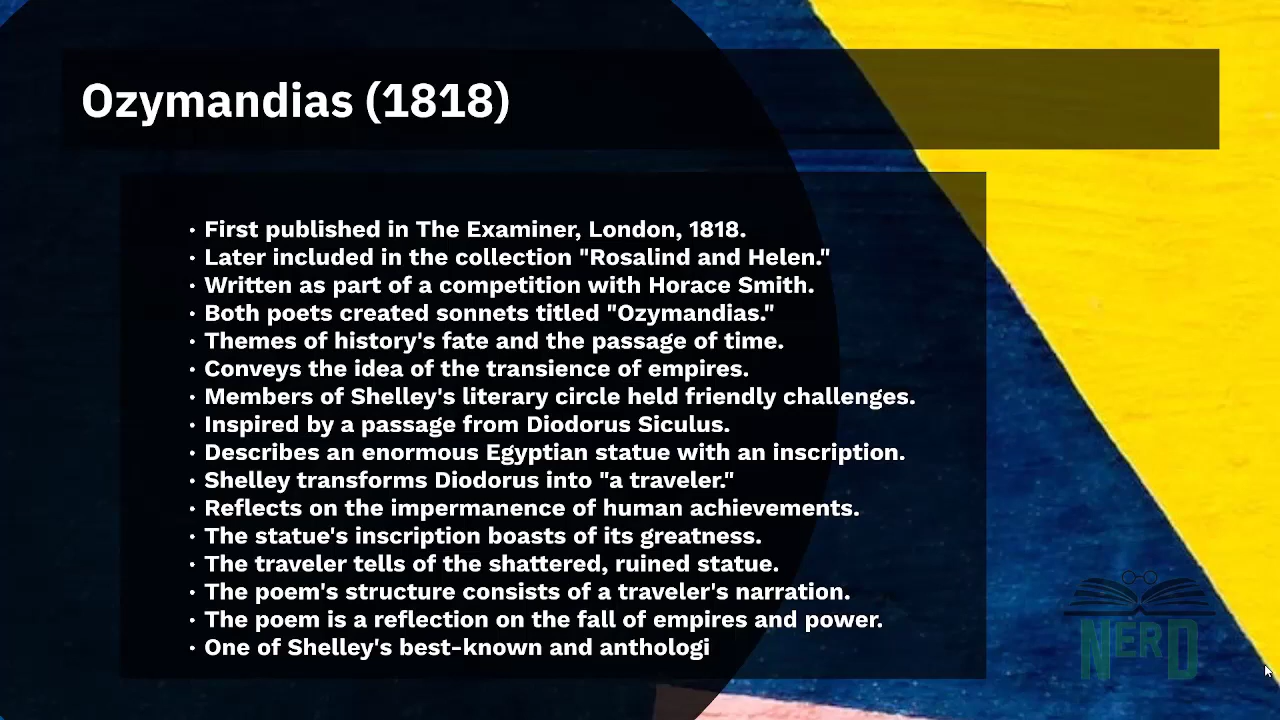 Ozymandias (1818)
• First published in The Examiner, London, 1818.
• Later included in the collection "Rosalind and Helen."
• Written as part of a competition with Horace Smith.
• Both poets created sonnets titled "Ozymandias."
• Themes of history's fate and the passage of time.
• Conveys the idea of the transience of empires.
• Members of Shelley's literary circle held friendly challenges.
• Inspired by a passage from Diodorus Siculus.
• Describes an enormous Egyptian statue with an inscription.
• Shelley transforms Diodorus into "a traveler."
• Reflects on the impermanence of human achievements.
• The statue's inscription boasts of its greatness.
• The traveler tells of the shattered, ruined statue.
• The poem's structure consists of a traveler's narration.
• The poem is a reflection on the fall of empires and power.
• One of Shelley's best-known and anthologi
NERD